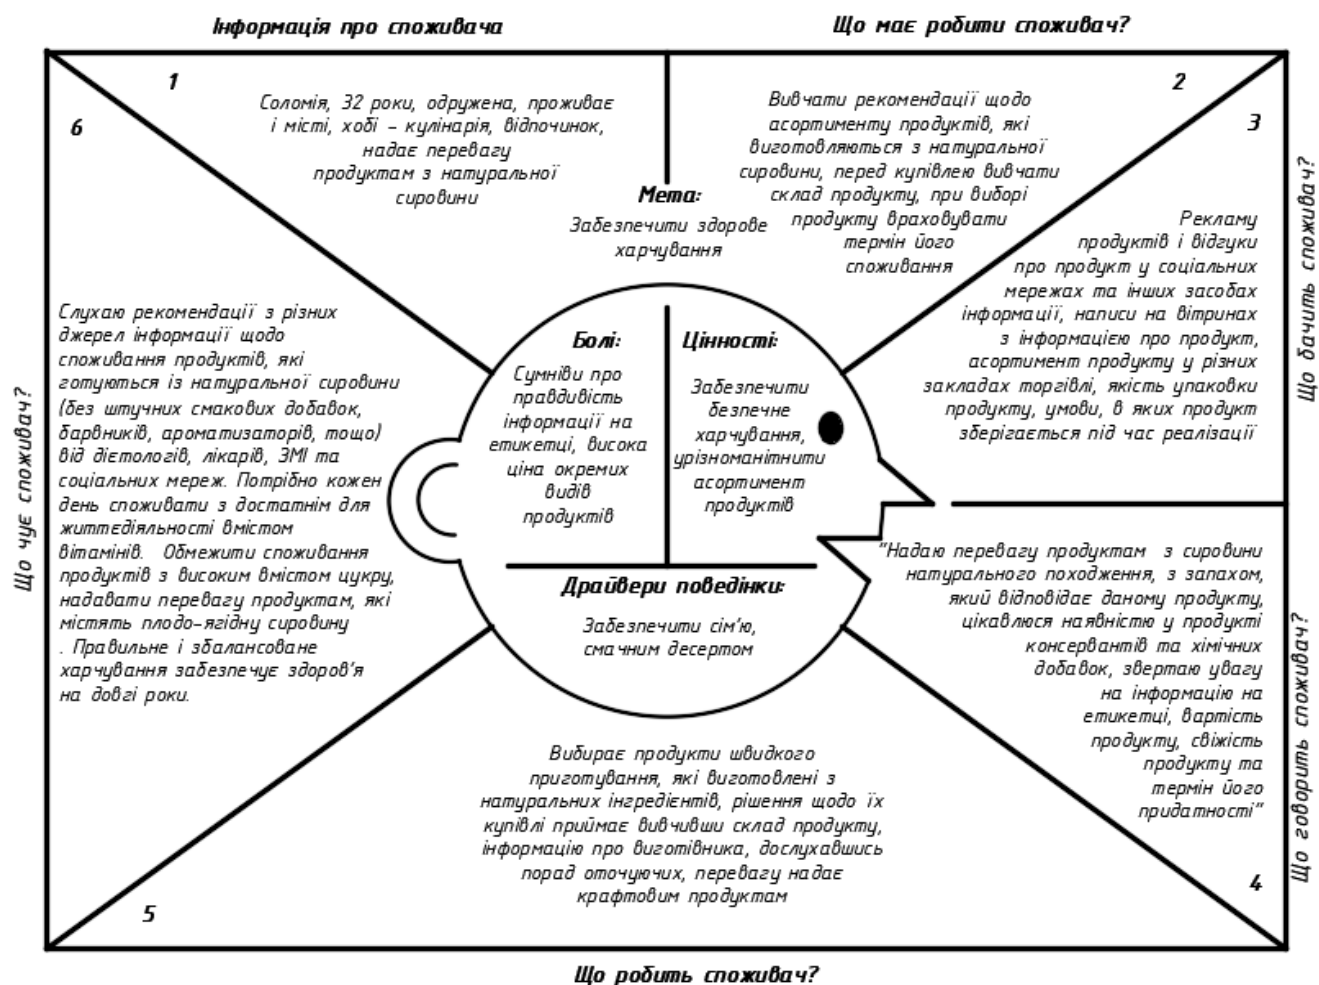 Інформація про споживача
Що має робити споживач?
1
Соломія, 32 роки, одружена, проживає
і місті, хобі - кулінарія, відпочинок,
надає перевагу
продуктам з натуральної
сировини
Мета:
Забезпечити здорове
харчування
2
Вивчати рекомендації щодо
асортименту продуктів, які
виготовляються з натуральної
сировини, перед купівлею вивчати
склад продукту, при виборі
продукту враховувати
термін його
споживання
3
Що бачить споживач?
Рекламу
продуктів і відгуки
про продукт у соціальних
мережах та інших засобах
інформації, написи на вітринах
з інформацією про продукт,
асортимент продукту у різних
закладах торгівлі, якість упаковки
продукту, умови, в яких продукт
зберігається під час реалізації
6
Що чує споживач?
Слухаю рекомендації з різних
джерел інформації щодо
споживання продуктів, які
готуються із натуральної сировини
(без штучних смакових добавок,
барвників, ароматизаторів, тощо)
від дієтологів, лікарів, ЗМІ та
соціальних мереж. Потрібно кожен
день споживати з достатнім для
життєдіяльності вмістом
вітамінів. Обмежити споживання
продуктів з високим вмістом цукру,
надавати перевагу продуктам, які
містять плодо-ягідну сировину
. Правильне і збалансоване
харчування забезпечує здоров'я
на довгі роки.
Болі:
Сумніви про
правдивість
інформації на
етикетці, висока
ціна окремих
видів
продуктів
Цінності:
Забезпечити
безпечне
харчування,
урізноманітнити
асортимент
продуктів
Драйвери поведінки:
Забезпечити сім'ю,
смачним десертом
"Надаю перевагу продуктам з сировини
натурального походження, з запахом,
який відповідає даному продукту,
цікавлюся наявністю у продукті
консервантів та хімічних
добавок, звертаю увагу
на інформацію на
етикетці, вартість
продукту, свіжість
продукту та
термін його
придатності"
Що говорить споживач?
4
Вибирає продукти швидкого
приготування, які виготовлені з
натуральних інгредієнтів, рішення щодо їх
купівлі приймає вивчивши склад продукту,
інформацію про виготівника, дослухавшись
порад оточуючих, перевагу надає
крафтовим продуктам
5
Що робить споживач?